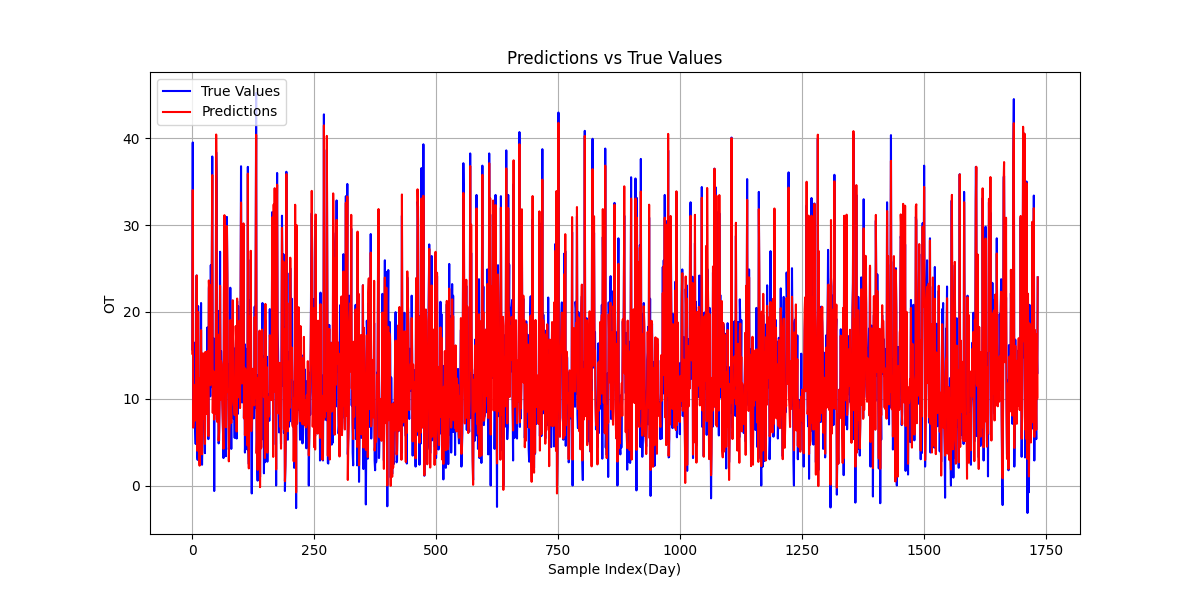 Predictions vs True Values
True Values
Predictions
OT
40
30
20
10
0
0 250 500 750 1000 1250 1500 1750
Sample Index(Day)